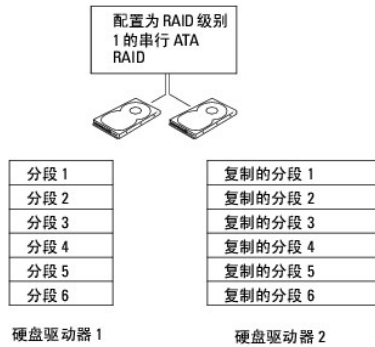 配置为 RAID 级别
1 的串行 ATA
RAID
分段 1
分段 2
分段 3
分段 4
分段 5
分段 6
硬盘驱动器 1
复制的分段 1
复制的分段 2
复制的分段 3
复制的分段 4
复制的分段 5
复制的分段 6
硬盘驱动器 2